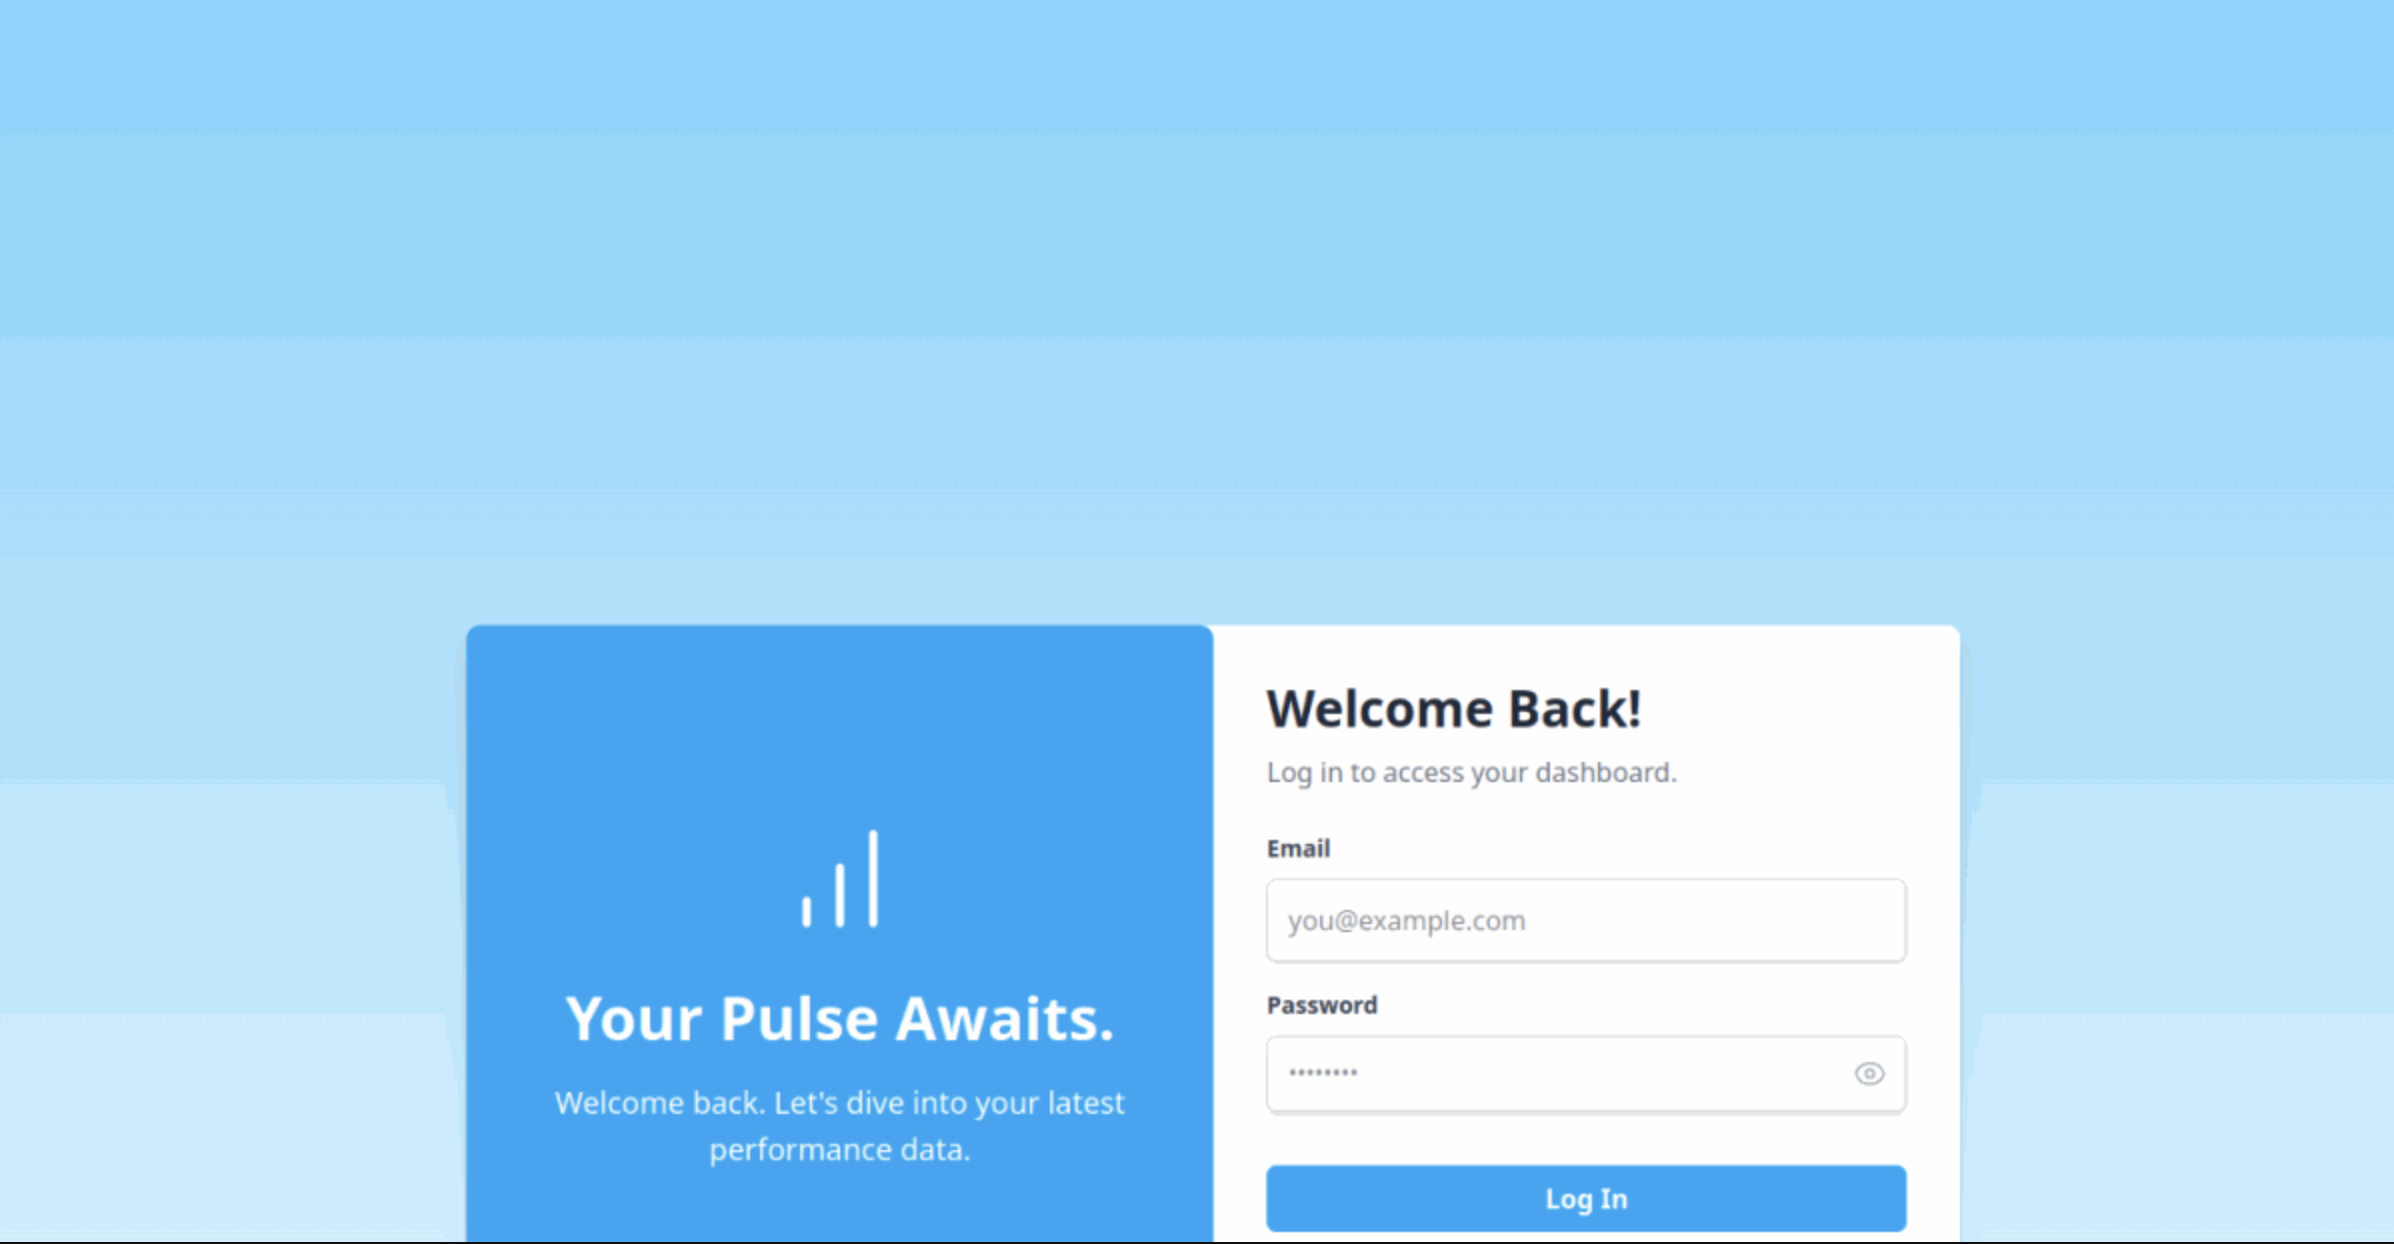 Your Pulse Awaits.
Welcome back. Let's dive into your latest
performance data.
Welcome Back!
Log in to access your dashboard.
Email
you@example.com
Password
••••••••
Log In